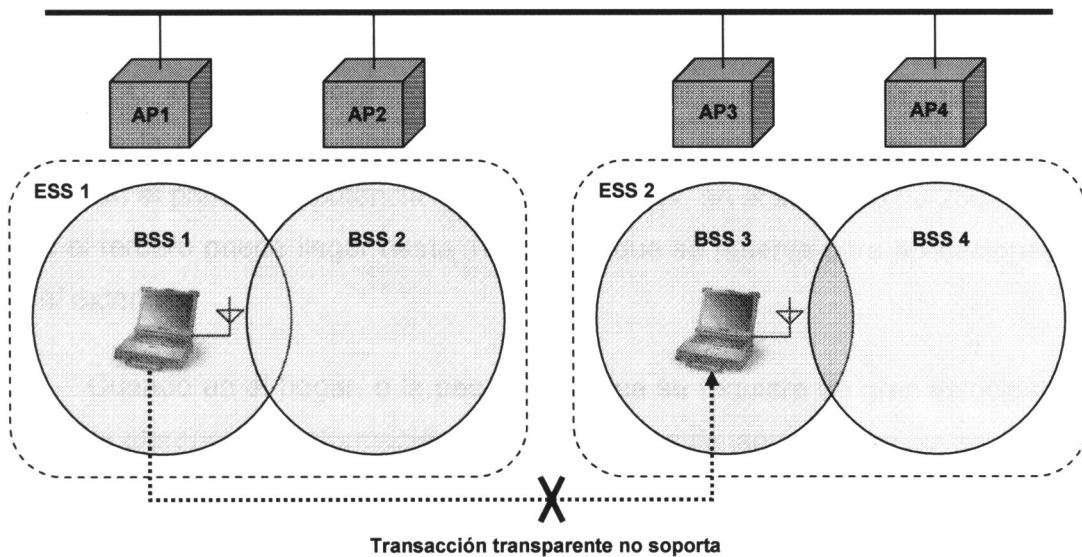 AP1
AP2
AP3
AP4
ESS 1
ESS 2
BSS 1
BSS 2
BSS 3
BSS 4
Transacción transparente no soporta